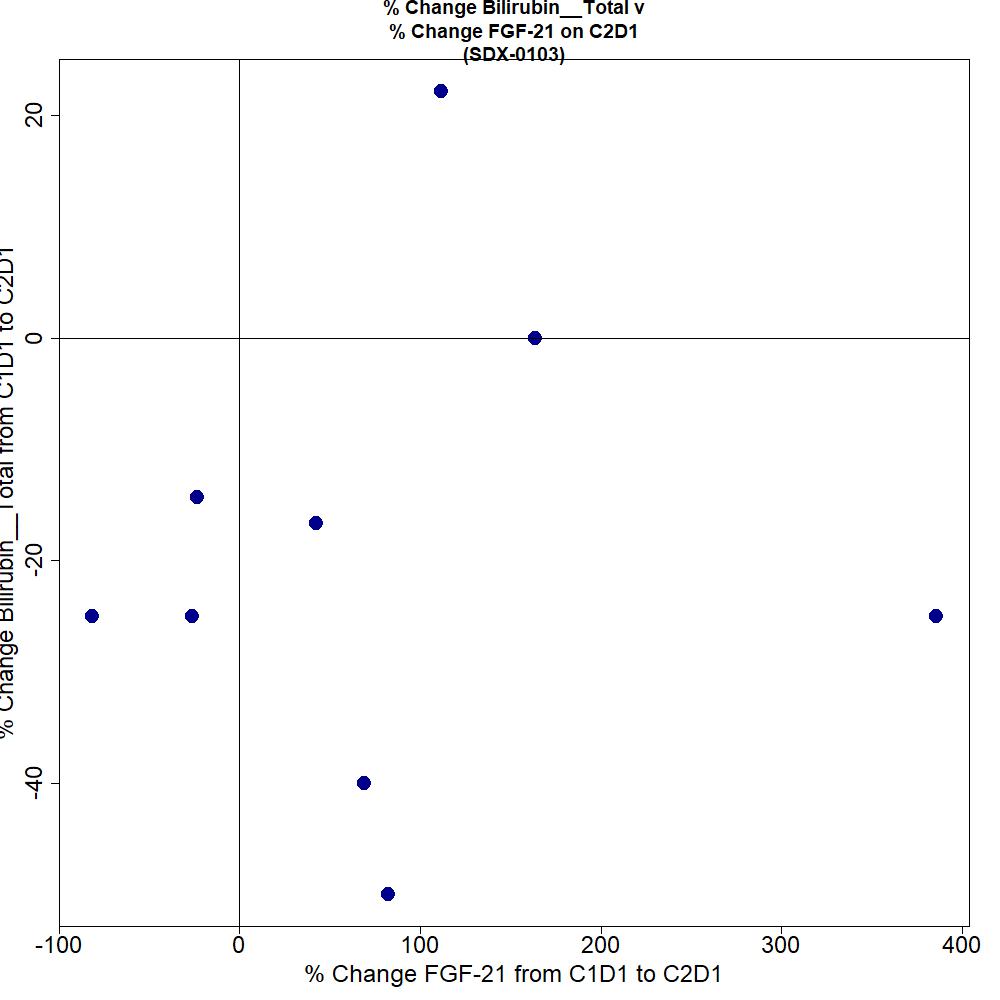 % Change Bilirubin__Total v
% Change FGF-21 on C2D1
(SDX-0103)
% Change Bilirubin__Total from C1D1 to C2D1
20
0
-20
-40
-100
0
100
200
300
400
% Change FGF-21 from C1D1 to C2D1